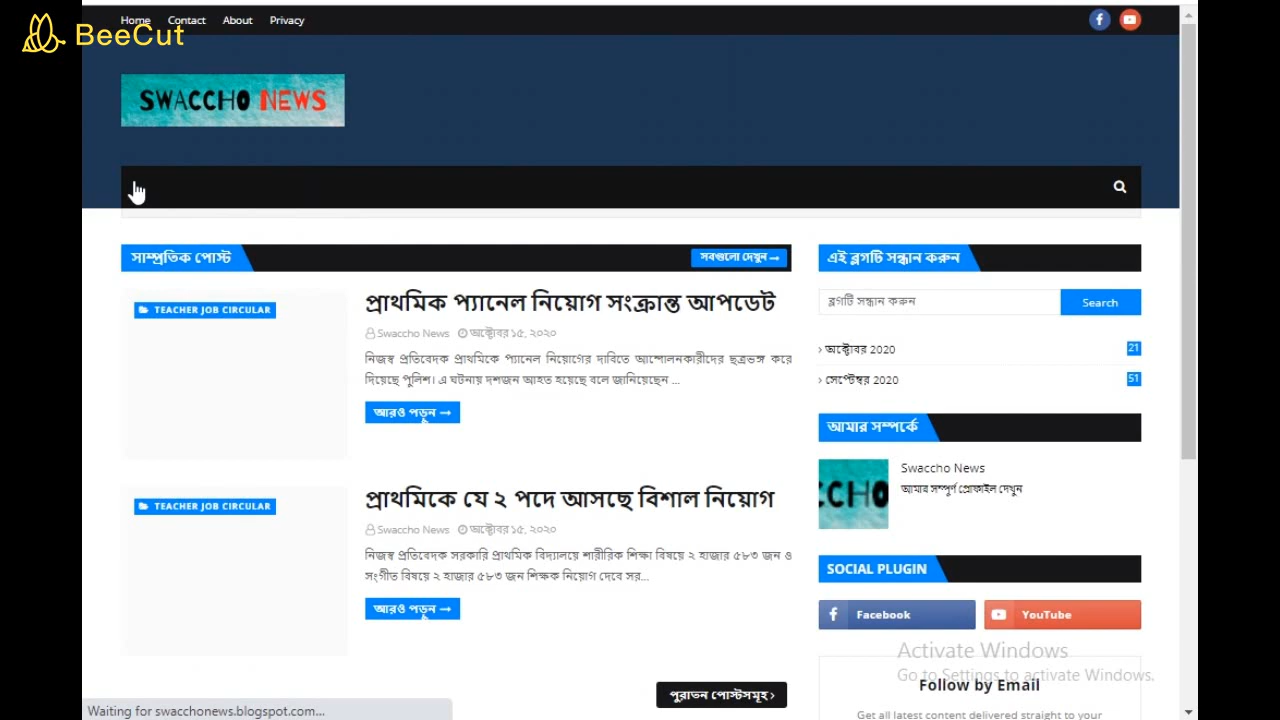 Home Contact About Privacy
BeeCut
SWACCHO NEWS
সাম্প্রতিক পোস্ট
সবগুলো দেখুন→
TEACHER JOB CIRCULAR
প্রাথমিক প্যানেল নিয়োগ সংক্রান্ত আপডেট
Swaccho News অক্টোবর ১৫, ২০২০
নিজস্ব প্রতিবেদক প্রাথমিকে প্যানেল নিয়োগের দাবিতে আন্দোলনকারীদের ছত্রভঙ্গ করে
দিয়েছে পুলিশ। এ ঘটনায় দশজন আহত হয়েছে বলে জানিয়েছেন ...
আরও পড়ুন →
TEACHER JOB CIRCULAR
প্রাথমিকে যে ২ পদে আসছে বিশাল নিয়োগ
Swaccho News অক্টোবর ১৫, ২০২০
নিজস্ব প্রতিবেদক সরকারি প্রাথমিক বিদ্যালয়ে শারীরিক শিক্ষা বিষয়ে ২ হাজার ৫৮৩ জন ও
সংগীত বিষয়ে ২ হাজার ৫৮৩ জন শিক্ষক নিয়োগ দেবে সর...
আরও পড়ুন →
পুরাতন পোস্টসমূহ ›
এই ব্লগটি সন্ধান করুন
ব্লগটি সন্ধান করুন Search
› অক্টোবর 2020 21
› সেপ্টেম্বর 2020 51
আমার সম্পর্কে
CCHO
Swaccho News
আমার সম্পূর্ণ প্রোফাইল দেখুন
SOCIAL PLUGIN
Facebook YouTube
Activate Windows
Go to Settings to activate Windows.
Follow by Email
Get all latest content delivered straight to your
Waiting for swacchonews.blogspot.com...